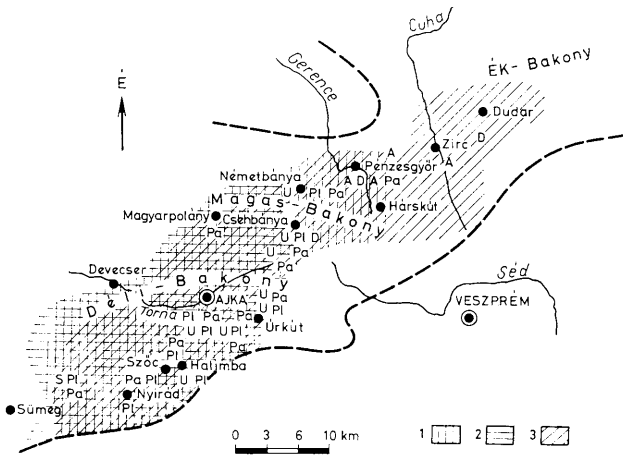 Cuha
ÉK-Bakony
Gerence
É
Dudar
D
Zirc
A
Á
Pénzesgyőr
Németbánya
A D A Pa
U Pl Pa
Magas-Bakony
Hárskút
Magyarpolány
Pa
Csehbánya
U Pl D
U Pa
Pa
Devecser
Déli-Bakony
Séd
AJKA
U Pa
U Pl
VESZPRÉM
Torna
Pl Pa Pa
Úrkút
U Pl U Pl
Pa
Pa
Pl
Szőc
Halimba
S Pl
Pa
Pa Pl U Pl
Nyirád
Pl
Sümeg
0 3 6 10 km
1 2 3